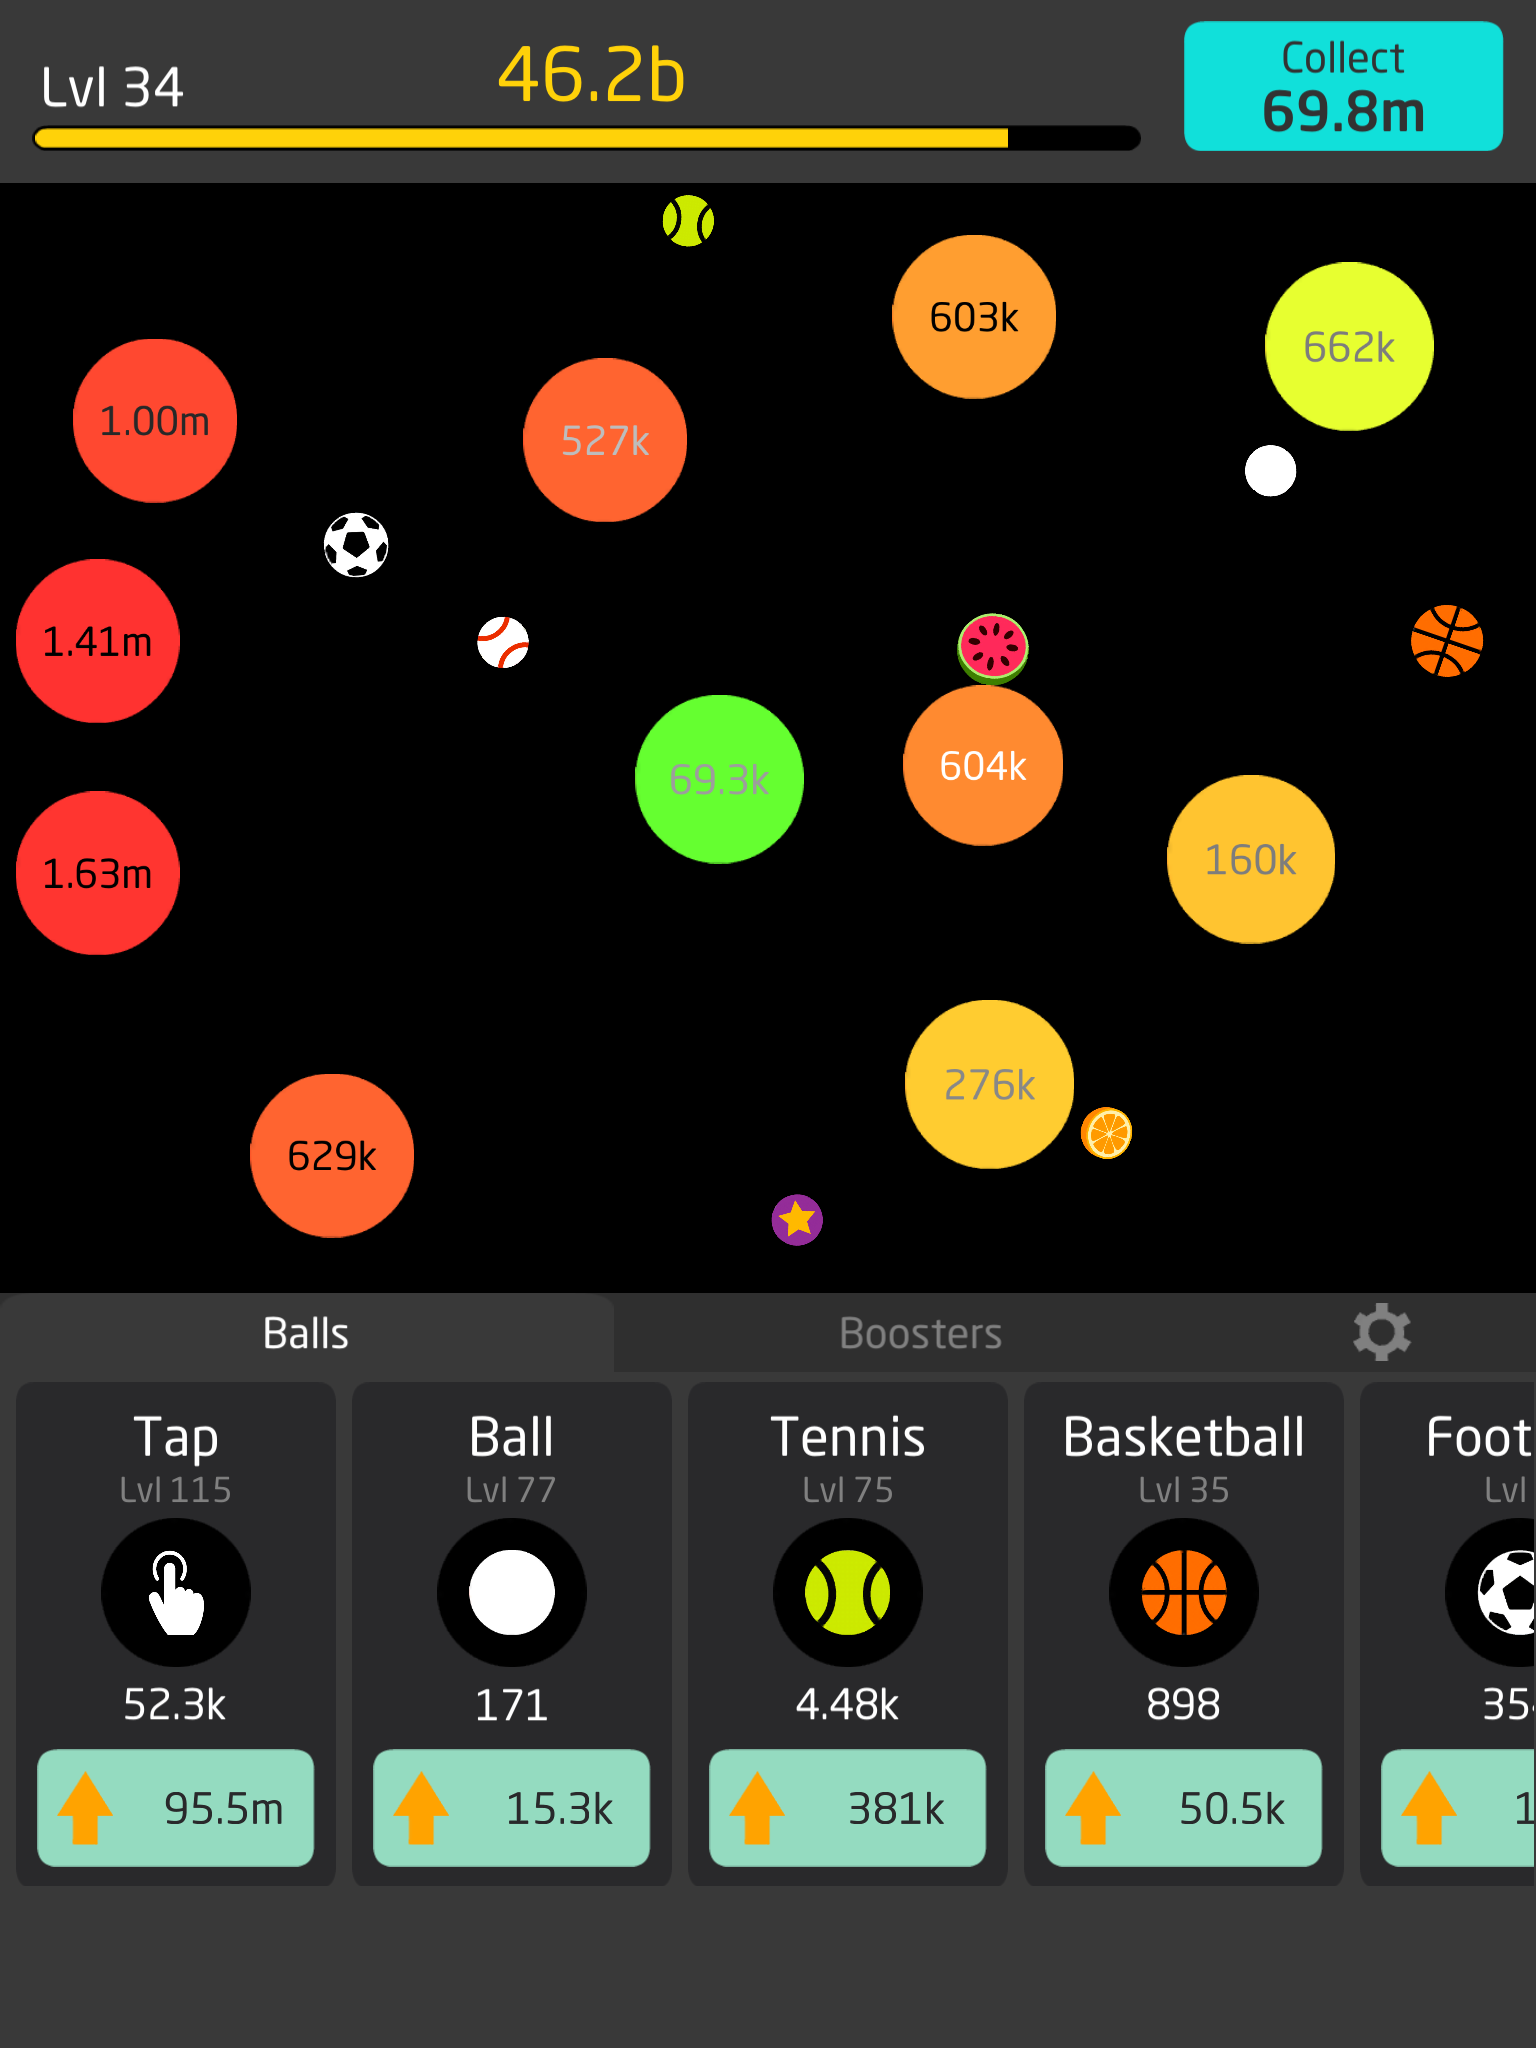 Lvl 34
46.2b
Collect
69.8m
603k
662k
1.00m
527k
1.41m
604k
69.3k
160k
1.63m
276k
629k
Balls
Boosters
Tap
Ball
Tennis
Basketball
Foot
Lvl 115
Lvl 77
Lvl 75
Lvl 35
Lvl
52.3k
171
4.48k
898
95.5m
15.3k
381k
50.5k